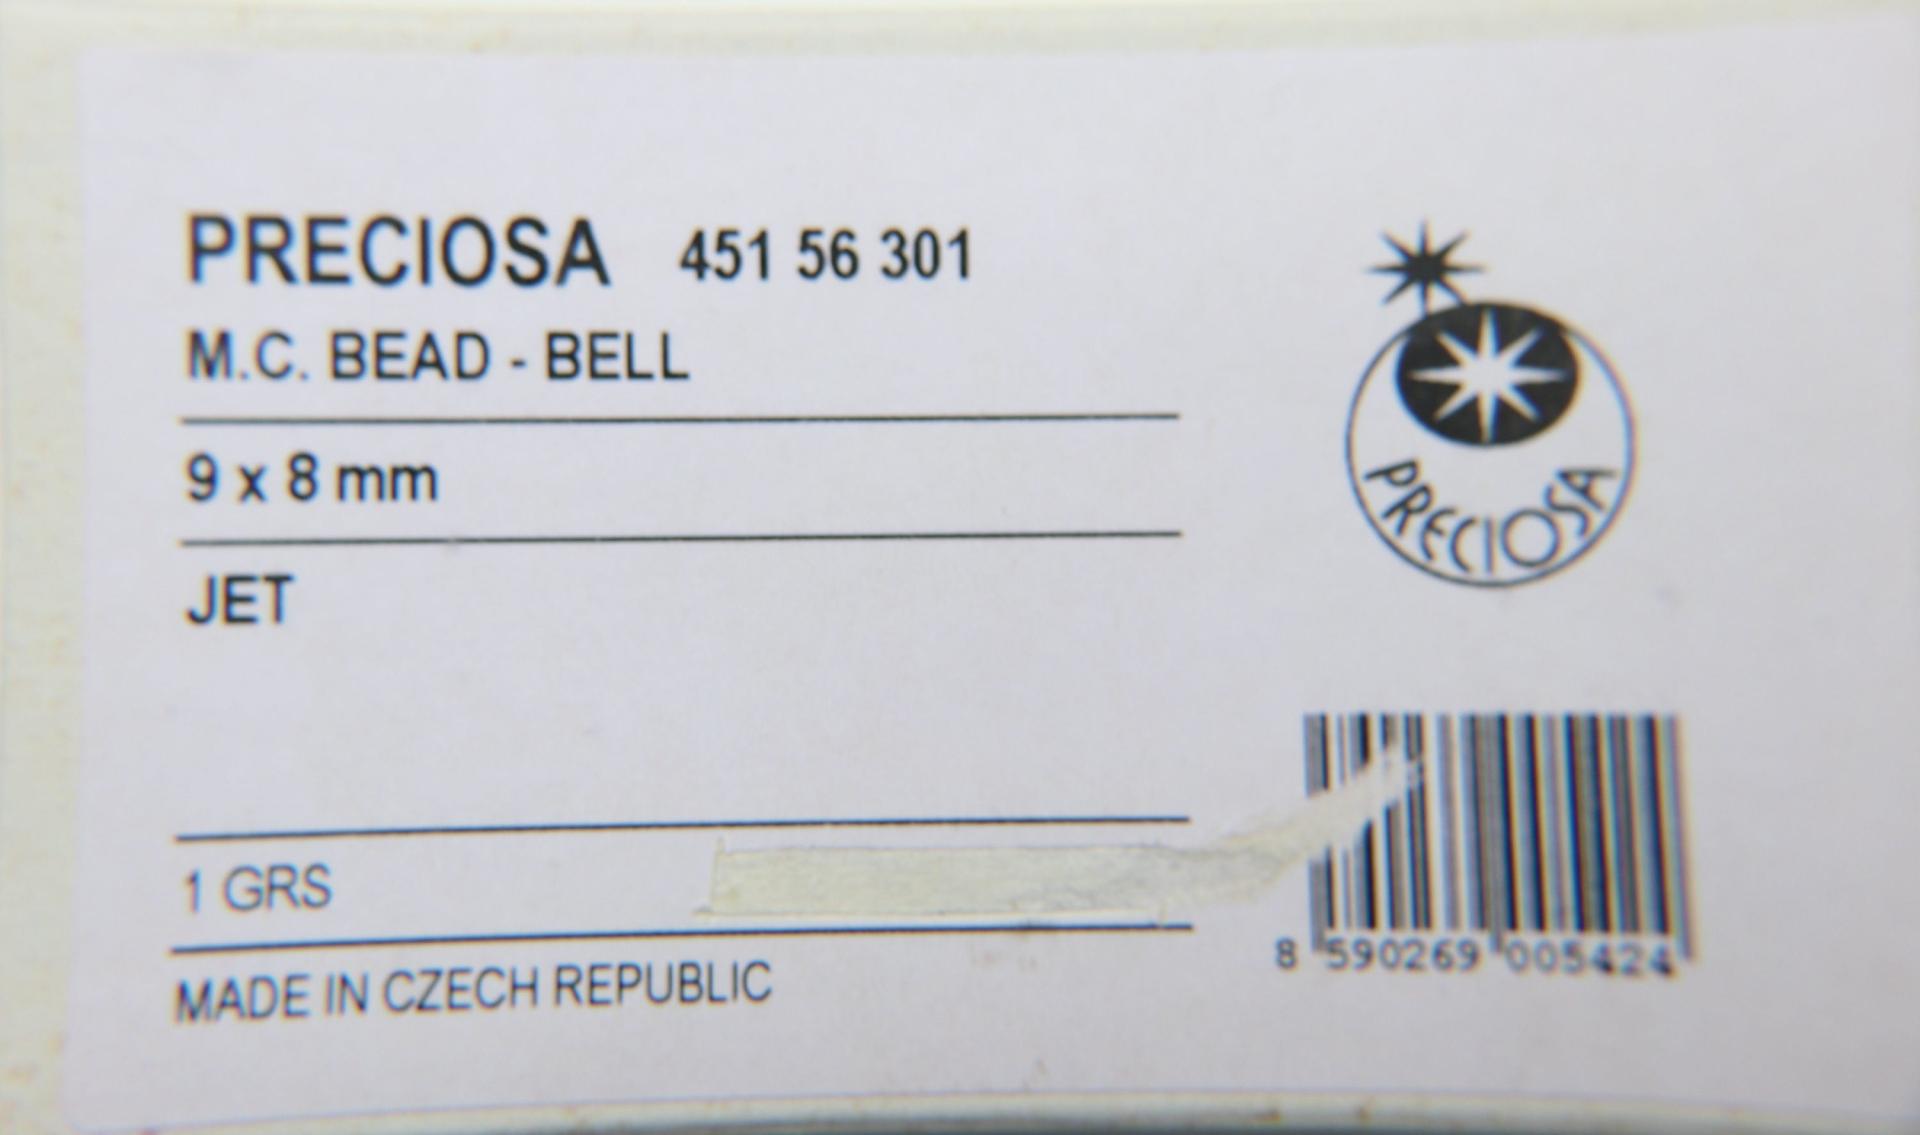 PRECIOSA 451 56 301
M.C. BEAD - BELL
9 x 8 mm
JET
1 GRS
MADE IN CZECH REPUBLIC
PRECIOSA
8 590269 005424